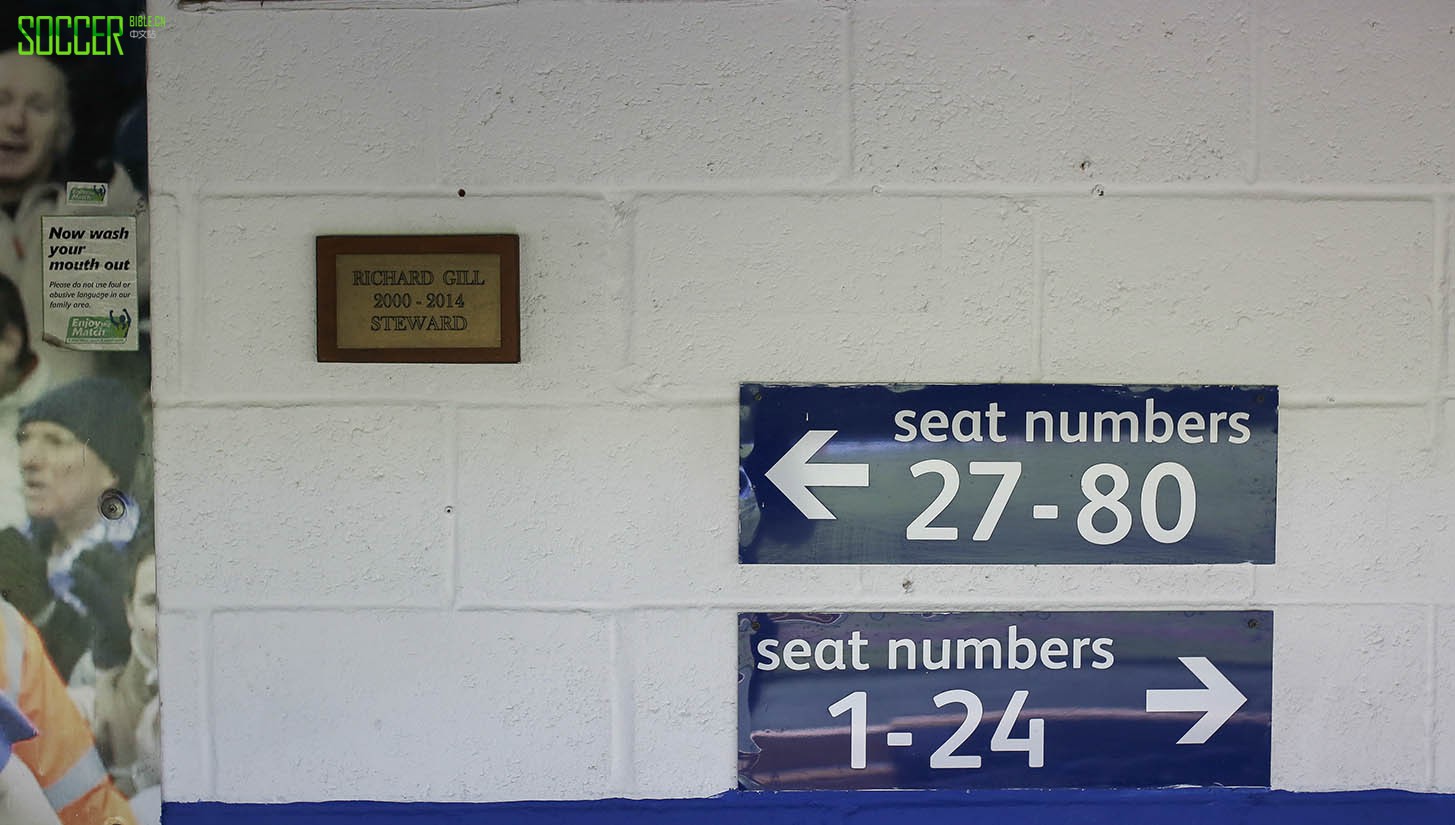 SOCCER
BIBLE.CN
中文站
Now wash
your
mouth out
Please do not use foul or
abusive language in our
family area.
Enjoy
Match
RICHARD GILL
2000 - 2014
STEWARD
seat numbers
27-80
seat numbers
1-24